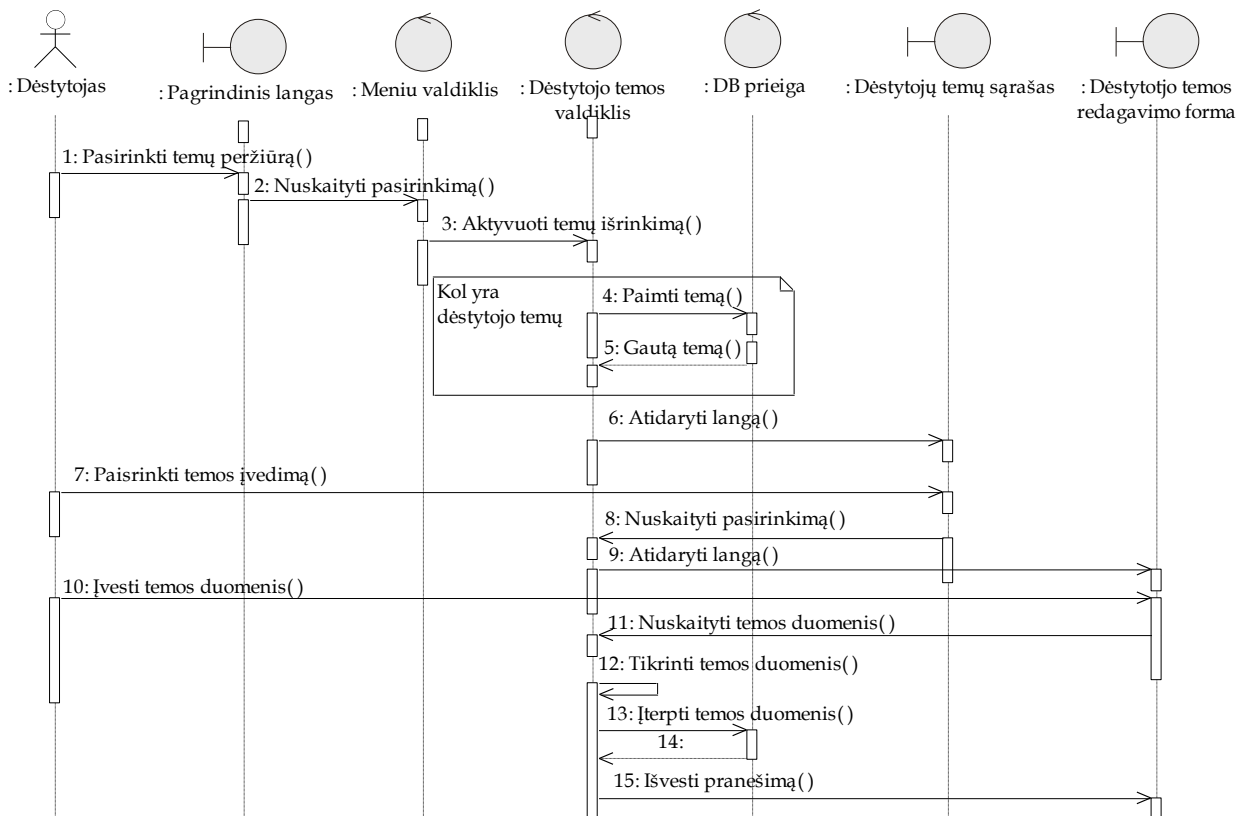 : Dėstytojas
: Pagrindinis langas
: Meniu valdiklis
: Dėstytojo temos
valdiklis
: DB prieiga
: Dėstytojų temų sąrašas
: Dėstytotjo temos
redagavimo forma
1: Pasirinkti temų peržiūrą( )
2: Nuskaityti pasirinkimą( )
3: Aktyvuoti temų išrinkimą( )
Kol yra
dėstytojo temų
4: Paimti temą( )
5: Gautą temą( )
6: Atidaryti langą( )
7: Paisrinkti temos įvedimą( )
8: Nuskaityti pasirinkimą( )
9: Atidaryti langą( )
10: Įvesti temos duomenis( )
11: Nuskaityti temos duomenis( )
12: Tikrinti temos duomenis( )
13: Įterpti temos duomenis( )
14:
15: Išvesti pranešimą( )